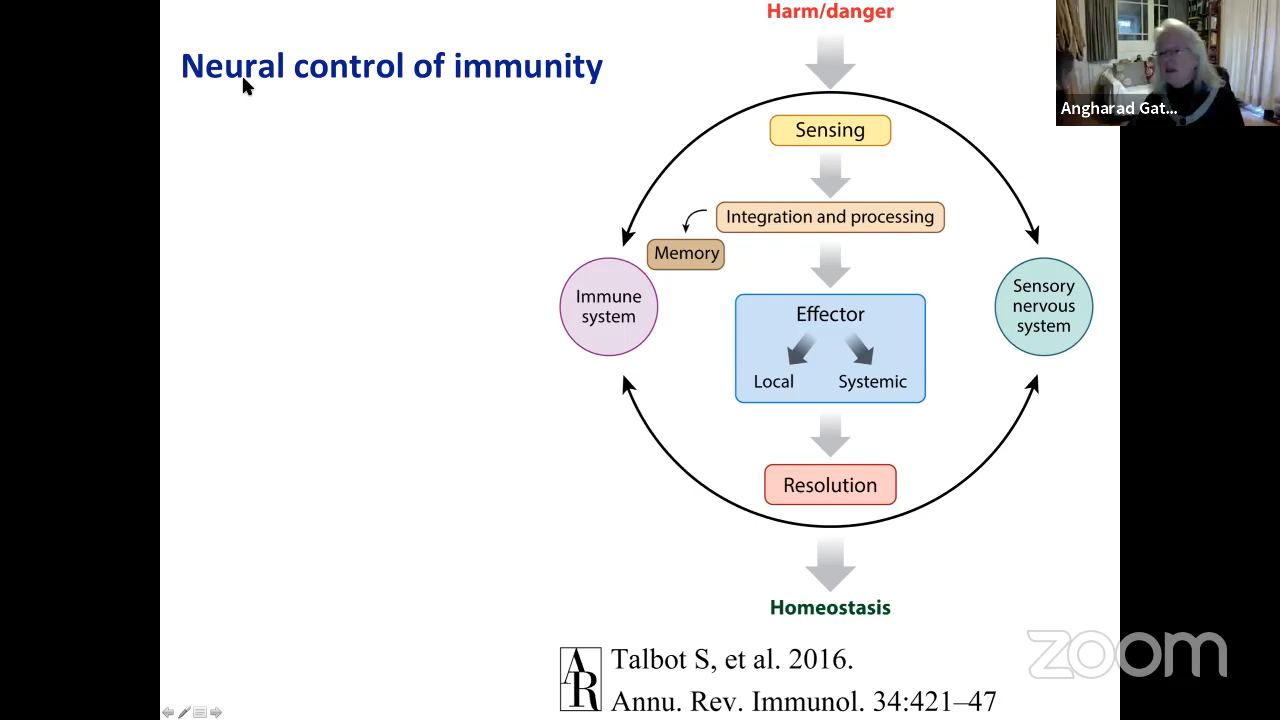 Harm/danger
Neural control of immunity
Angharad Gat...
Sensing
Integration and processing
Memory
Immune
system
Effector
Local Systemic
Sensory
nervous
system
Resolution
Homeostasis
AR
Talbot S, et al. 2016.
Annu. Rev. Immunol. 34:421–47
zoom